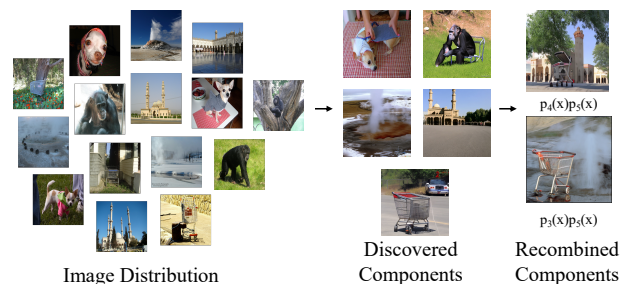 p₄(x)p₅(x)
p₃(x)p₅(x)
Image Distribution
Discovered
Components
Recombined
Components